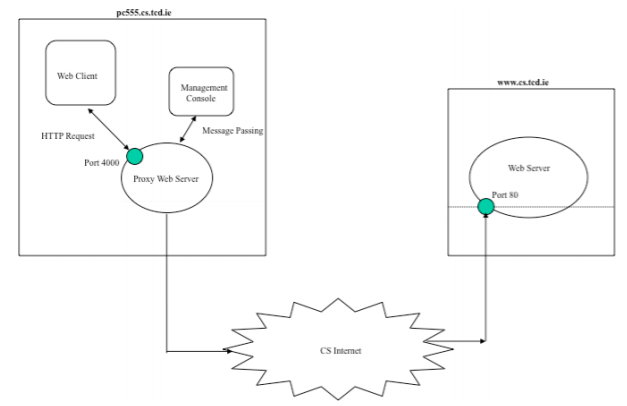 pc555.cs.tcd.ie
Web Client
Management
Console
HTTP Request
Message Passing
Port 4000
Proxy Web Server
www.cs.tcd.ie
Web Server
Port 80
CS Internet